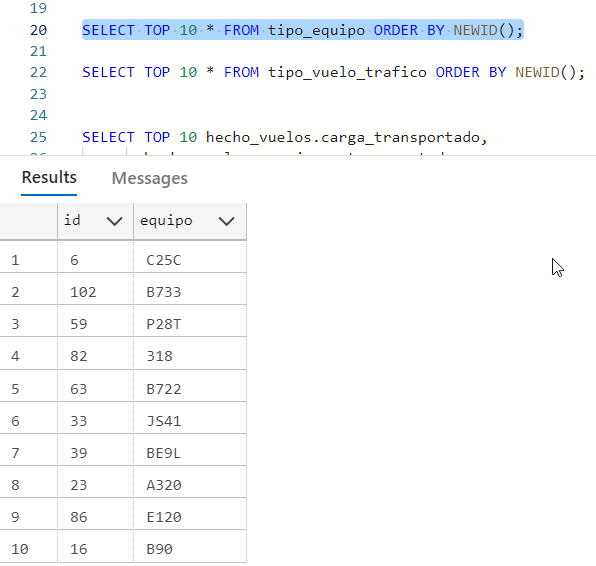 19
20 SELECT TOP 10 * FROM tipo_equipo ORDER BY NEWID();
21
22 SELECT TOP 10 * FROM tipo_vuelo_trafico ORDER BY NEWID();
23
24
25 SELECT TOP 10 hecho_vuelos.carga_transportado,
Results Messages
id equipo
1 6 C25C
2 102 B733
3 59 P28T
4 82 318
5 63 B722
6 33 JS41
7 39 BE9L
8 23 A320
9 86 E120
10 16 B90